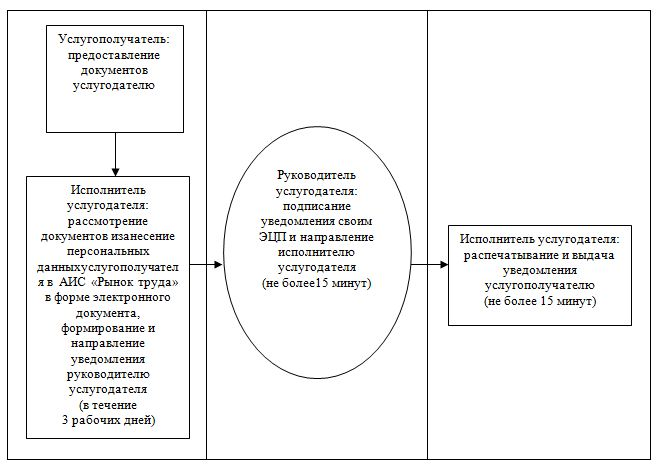 Услугополучатель:
предоставление
документов
услугодателю
Исполнитель
услугодателя:
рассмотрение
документов изанесение
персональных
данныхуслугополучател
я в АИС «Рынок труда»
в форме электронного
документа,
формирование и
направление
уведомления
руководителю
услугодателя
(в течение
3 рабочих дней)
Руководитель
услугодателя:
подписание
уведомления своим
ЭЦП и направление
исполнителю
услугодателя
(не более15 минут)
Исполнитель услугодателя:
распечатывание и выдача
уведомления
услугополучателю
(не более 15 минут)